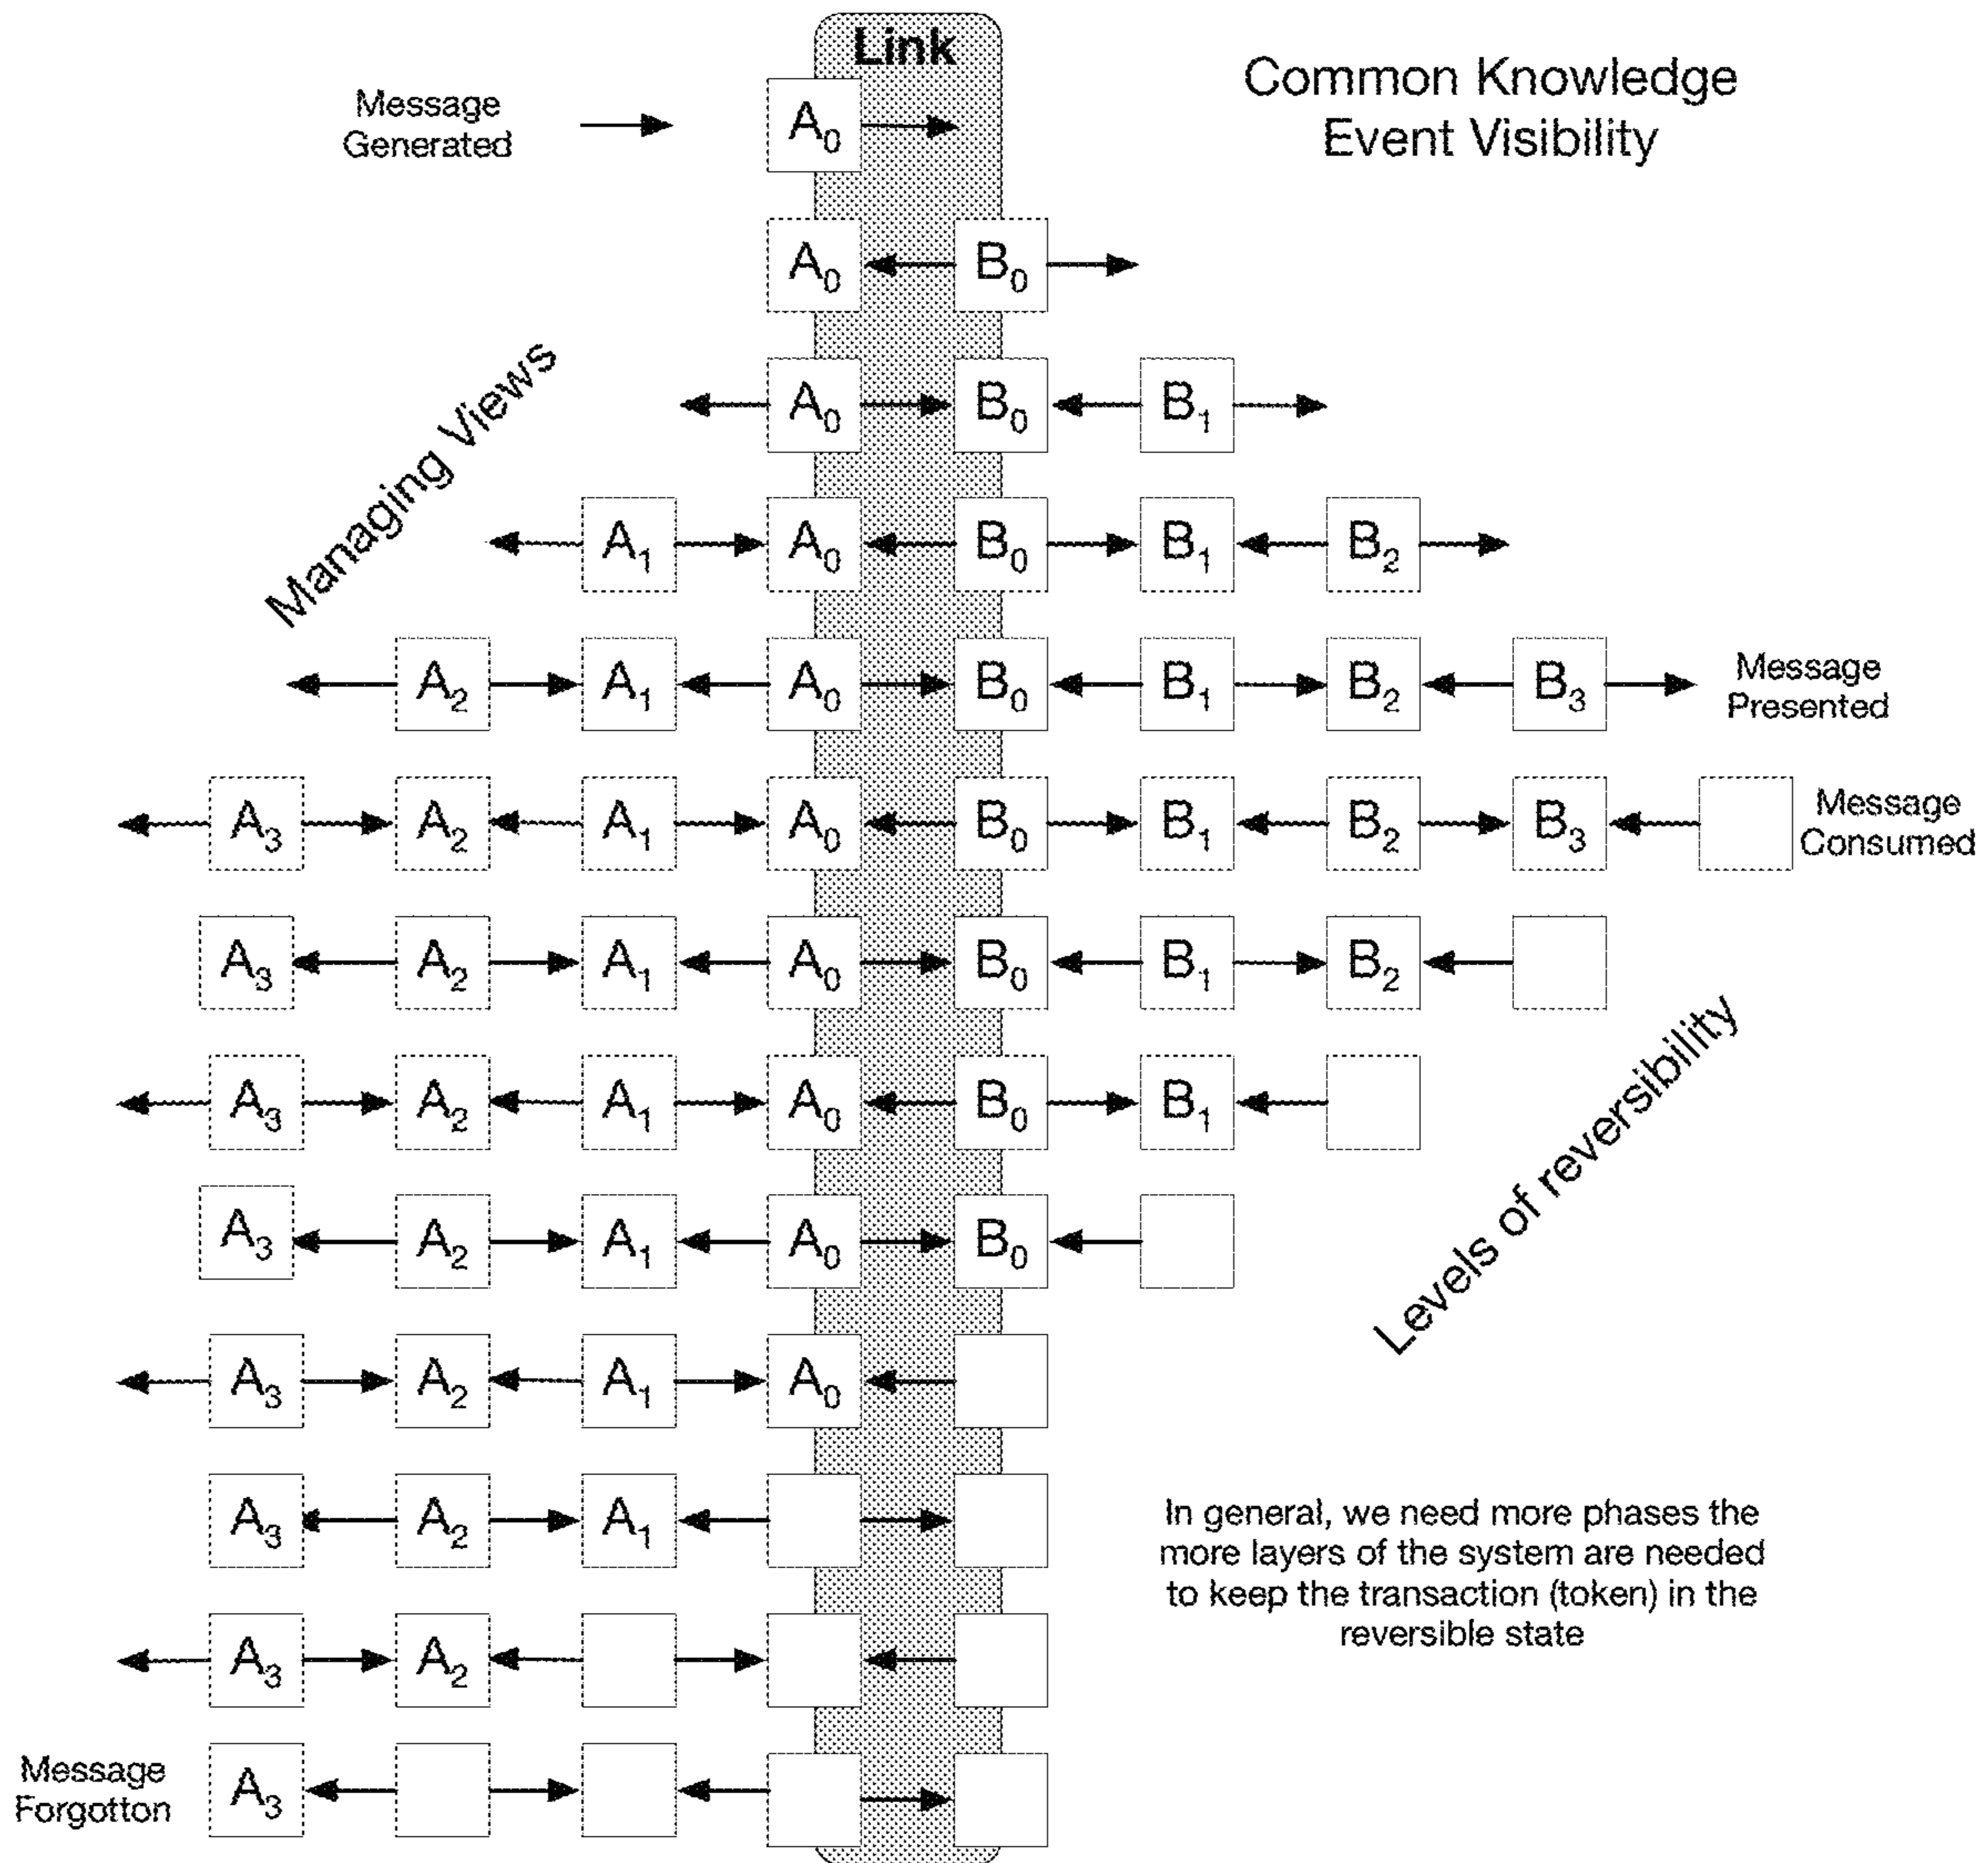 Link
Common Knowledge
Event Visibility
Message
Generated
A0
A0 B0
Managing Views
A0 B0 B1
A1 A0 B0 B1 B2
A2 A1 A0 B0 B1 B2 B3
Message
Presented
A3 A2 A1 A0 B0 B1 B2 B3
Message
Consumed
A3 A2 A1 A0 B0 B1 B2
A3 A2 A1 A0 B0 B1
Levels of reversibility
A3 A2 A1 A0 B0
A3 A2 A1 A0
A3 A2 A1
In general, we need more phases the
more layers of the system are needed
to keep the transaction (token) in the
reversible state
A3 A2
Message
Forgotton
A3